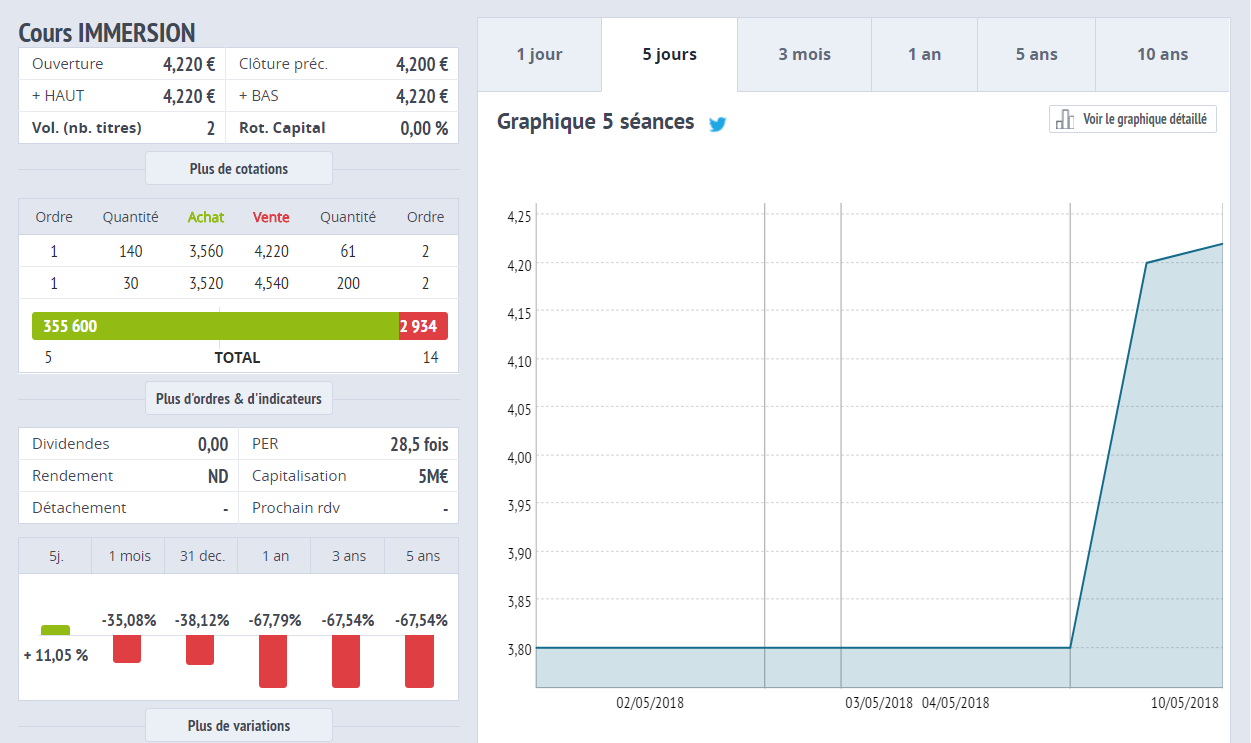 Cours IMMERSION
Ouverture 4,220 € Clôture préc. 4,200 €
+ HAUT 4,220 € + BAS 4,220 €
Vol. (nb. titres) 2 Rot. Capital 0,00 %
Plus de cotations
Ordre Quantité Achat Vente Quantité Ordre
1 140 3,560 4,220 61 2
1 30 3,520 4,540 200 2
355 600 2 934
5 TOTAL 14
Plus d'ordres & d'indicateurs
Dividendes 0,00 PER 28,5 fois
Rendement ND Capitalisation 5M€
Détachement - Prochain rdv -
5j. 1 mois 31 dec. 1 an 3 ans 5 ans
-35,08% -38,12% -67,79% -67,54% -67,54%
+ 11,05 %
Plus de variations
1 jour 5 jours 3 mois 1 an 5 ans 10 ans
Graphique 5 séances Voir le graphique détaillé
4,25
4,20
4,15
4,10
4,05
4,00
3,95
3,90
3,85
3,80
02/05/2018 03/05/2018 04/05/2018 10/05/2018